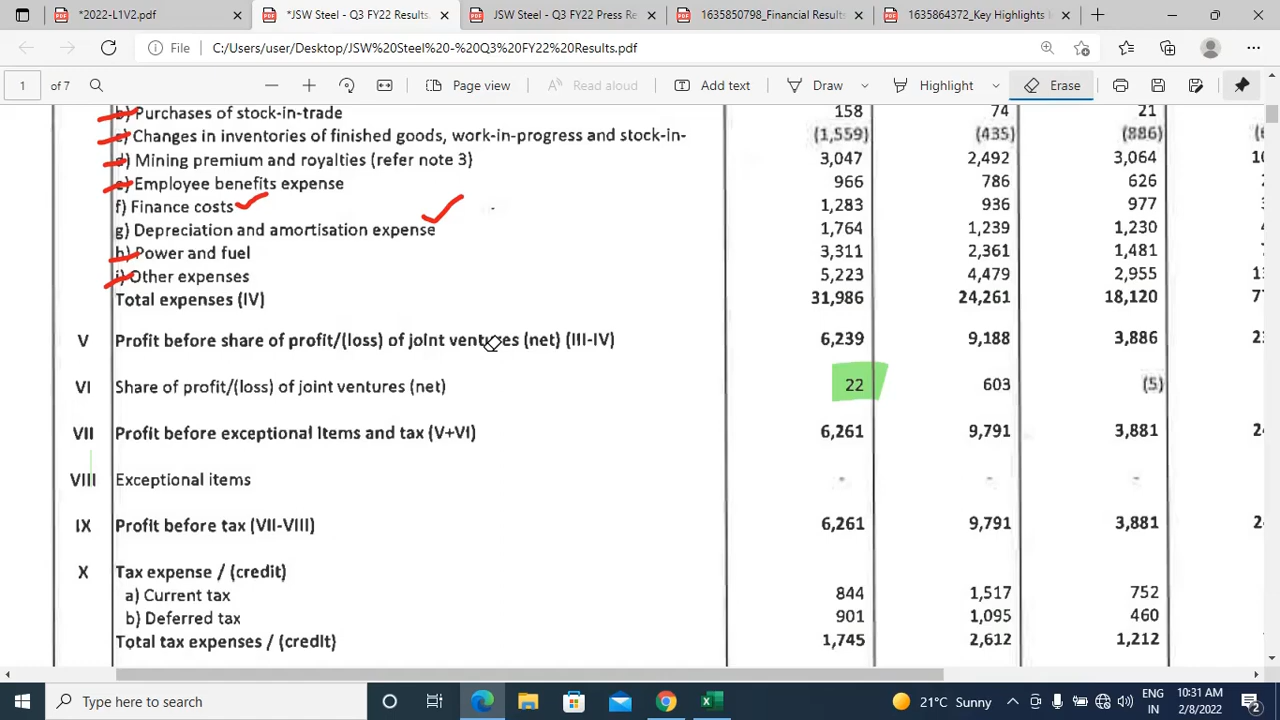 *2022-L1V2.pdf
*JSW Steel - Q3 FY22 Results.
JSW Steel - Q3 FY22 Press Re
1635850798_Financial Results
1635864312_Key Highlights
File C:/Users/user/Desktop/JSW%20Steel%20-%20Q3%20FY22%20Results.pdf
1 of 7 Page view Read aloud Add text Draw Highlight Erase
b) Purchases of stock-in-trade 158 74 21
c) Changes in inventories of finished goods, work-in-progress and stock-in- (1,559) (435) (886)
d) Mining premium and royalties (refer note 3) 3,047 2,492 3,064 10
e) Employee benefits expense 966 786 626
f) Finance costs 1,283 936 977
g) Depreciation and amortisation expense 1,764 1,239 1,230
h) Power and fuel 3,311 2,361 1,481
i) Other expenses 5,223 4,479 2,955
Total expenses (IV) 31,986 24,261 18,120
V Profit before share of profit/(loss) of joint ventures (net) (III-IV) 6,239 9,188 3,886
VI Share of profit/(loss) of joint ventures (net) 22 603 (5)
VII Profit before exceptional Items and tax (V+VI) 6,261 9,791 3,881
VIII Exceptional items - - -
IX Profit before tax (VII-VIII) 6,261 9,791 3,881
X Tax expense / (credit)
a) Current tax 844 1,517 752
b) Deferred tax 901 1,095 460
Total tax expenses / (credit) 1,745 2,612 1,212
Type here to search 21°C Sunny ENG 10:31 AM
IN 2/8/2022 2